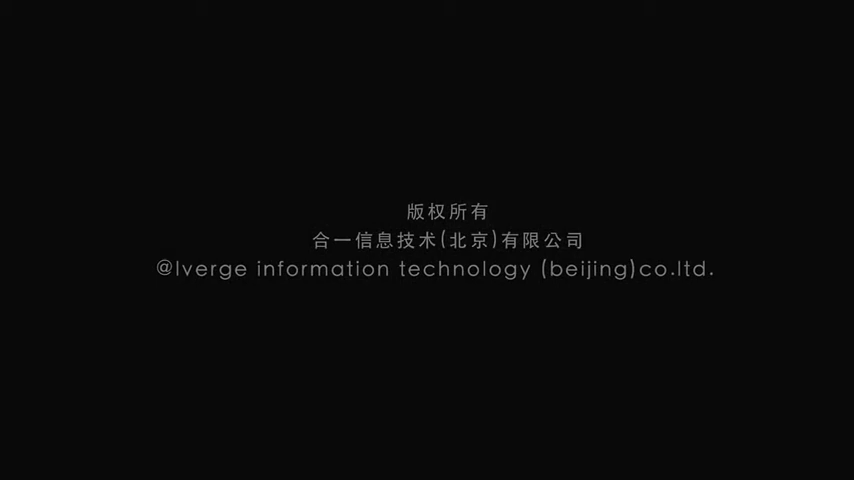 版权所有
合一信息技术(北京)有限公司
@lverge information technology (beijing)co.ltd.